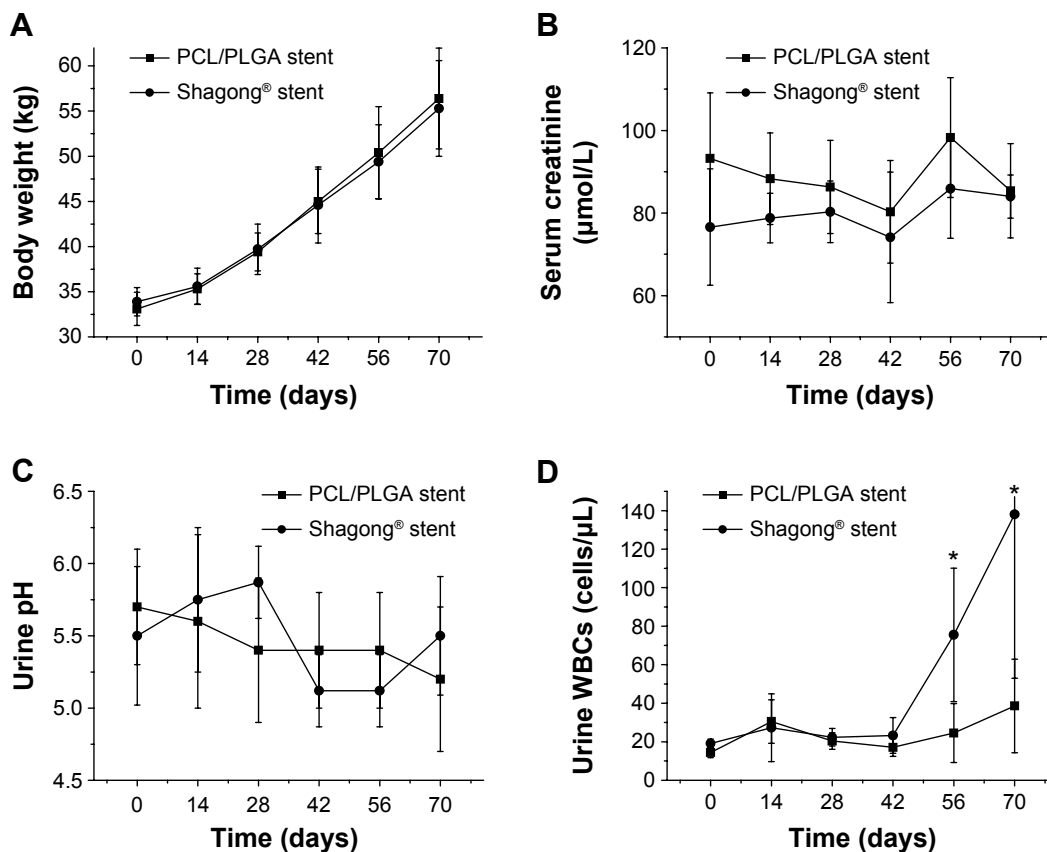 A
PCL/PLGA stent
Shagong® stent
Body weight (kg)
60
55
50
45
40
35
30
0 14 28 42 56 70
Time (days)
B
PCL/PLGA stent
Shagong® stent
Serum creatinine
(µmol/L)
120
100
80
60
0 14 28 42 56 70
Time (days)
C
PCL/PLGA stent
Shagong® stent
Urine pH
6.5
6.0
5.5
5.0
4.5
0 14 28 42 56 70
Time (days)
D
PCL/PLGA stent
Shagong® stent
Urine WBCs (cells/µL)
140
120
100
80
60
40
20
0
*
*
0 14 28 42 56 70
Time (days)